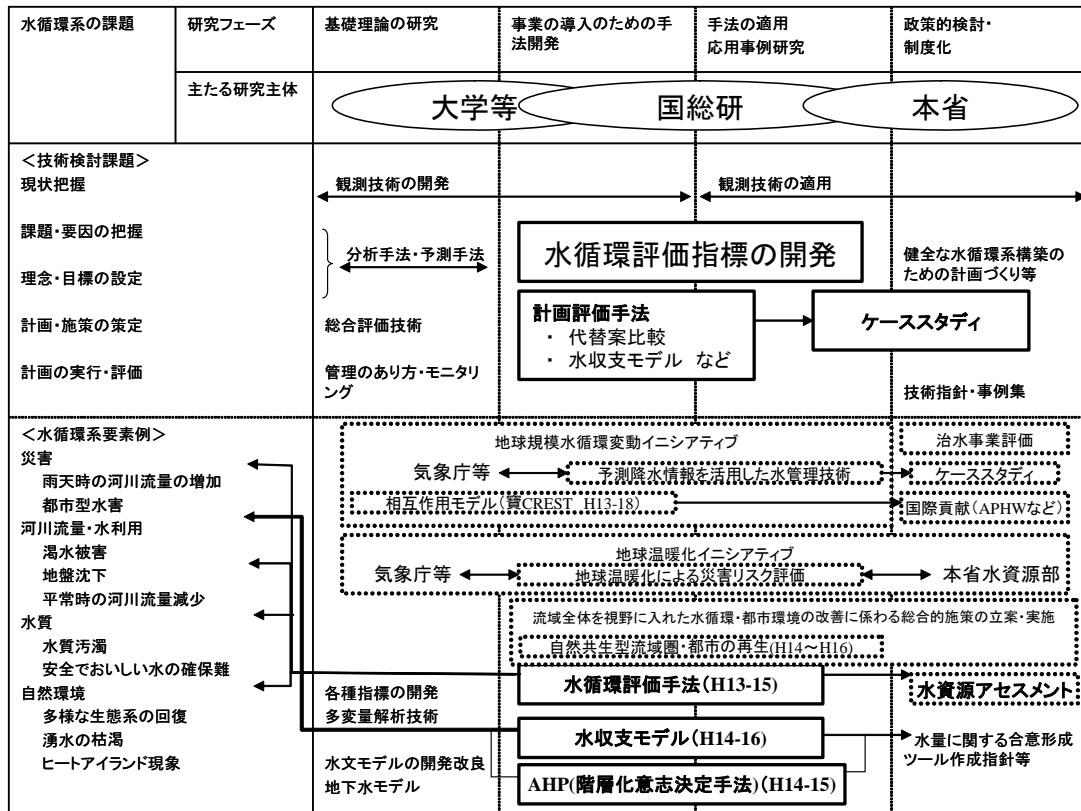 水循環系の課題
研究フェーズ
基礎理論の研究
事業の導入のための手
法開発
手法の適用
応用事例研究
政策的検討・
制度化
主たる研究主体
大学等
国総研
本省
＜技術検討課題＞
現状把握
観測技術の開発
観測技術の適用
課題・要因の把握
理念・目標の設定
分析手法・予測手法
水循環評価指標の開発
健全な水循環系構築の
ための計画づくり等
計画・施策の策定
総合評価技術
計画評価手法
・ 代替案比較
・ 水収支モデル など
ケーススタディ
計画の実行・評価
管理のあり方・モニタ
リング
技術指針・事例集
＜水循環系要素例＞
災害
雨天時の河川流量の増加
都市型水害
河川流量・水利用
渇水被害
地盤沈下
平常時の河川流量減少
水質
水質汚濁
安全でおいしい水の確保難
自然環境
多様な生態系の回復
湧水の枯渇
ヒートアイランド現象
地球規模水循環変動イニシアティブ
治水事業評価
気象庁等
予測降水情報を活用した水管理技術
ケーススタディ
相互作用モデル（寶CREST H13-18）
国際貢献（APHWなど）
地球温暖化イニシアティブ
気象庁等
地球温暖化による災害リスク評価
本省水資源部
流域全体を視野に入れた水循環・都市環境の改善に係わる総合的施策の立案・実施
自然共生型流域圏・都市の再生(H14～H16)
各種指標の開発
多変量解析技術
水循環評価手法（H13-15）
水資源アセスメント
水収支モデル（H14-16）
水量に関する合意形成
ツール作成指針等
水文モデルの開発改良
地下水モデル
AHP(階層化意志決定手法)（H14-15）